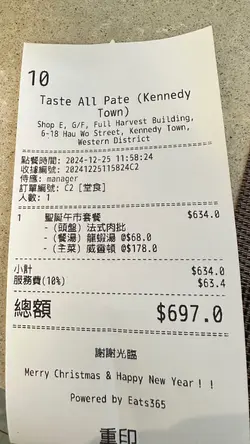 10
Taste All Pate (Kennedy
Town)
Shop E, G/F, Full Harvest Building,
6-18 Hau Wo Street, Kennedy Town,
Western District
點餐時間: 2024-12-25 11:58:24
收據編號: 20241225115824C2
侍應: manager
訂單編號: C2 [堂食]
人數: 1
1 聖誕午市套餐 $634.0
- (頭盤) 法式肉批
- (餐湯) 龍蝦湯 @$68.0
- (主菜) 威靈頓 @$178.0
小計 $634.0
服務費(10%) $63.4
總額 $697.0
謝謝光臨
Merry Christmas & Happy New Year！！
Powered by Eats365
重印